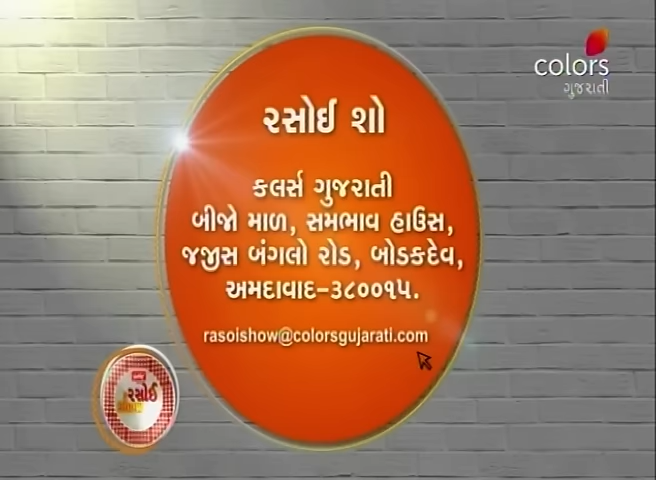 colors
ગુજરાતી
રસોઈ શો
કલર્સ ગુજરાતી
બીજો માળ, સમભાવ હાઉસ,
જજીસ બંગલો રોડ, બોડકદેવ,
અમદાવાદ-૩૮૦૦૧૫.
rasoishow@colorsgujarati.com
રસોઈ